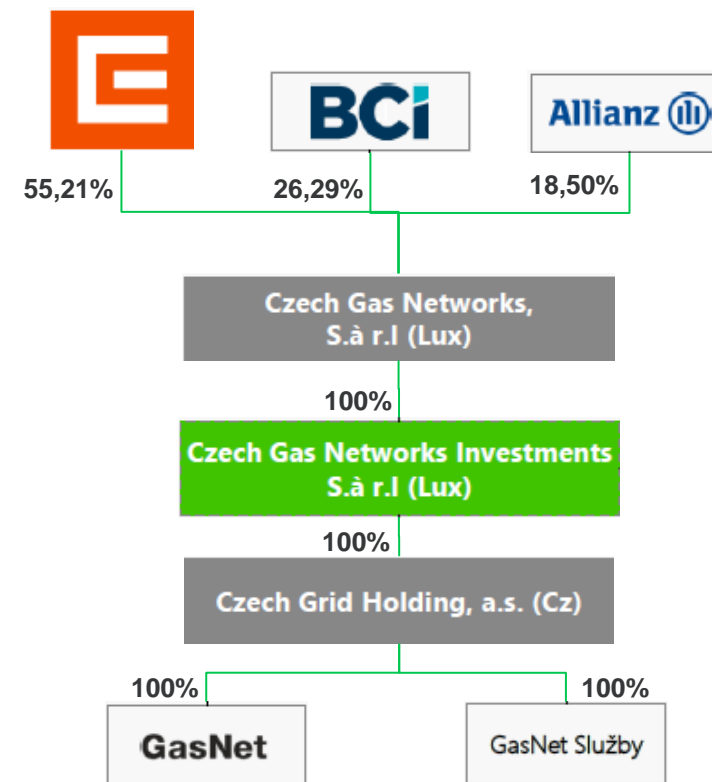 BCi
Allianz
55,21%
26,29%
18,50%
Czech Gas Networks,
S.à r.l (Lux)
100%
Czech Gas Networks Investments
S.à r.l (Lux)
100%
Czech Grid Holding, a.s. (Cz)
100%
100%
GasNet
GasNet Služby